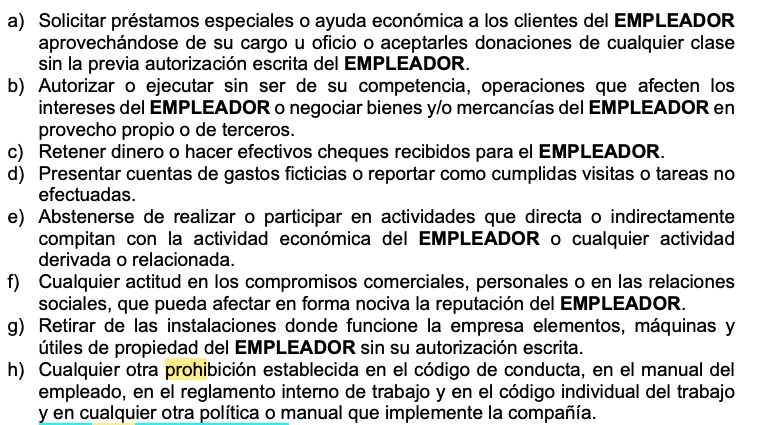 a) Solicitar préstamos especiales o ayuda económica a los clientes del EMPLEADOR
aprovechándose de su cargo u oficio o aceptarles donaciones de cualquier clase
sin la previa autorización escrita del EMPLEADOR.
b) Autorizar o ejecutar sin ser de su competencia, operaciones que afecten los
intereses del EMPLEADOR o negociar bienes y/o mercancías del EMPLEADOR en
provecho propio o de terceros.
c) Retener dinero o hacer efectivos cheques recibidos para el EMPLEADOR.
d) Presentar cuentas de gastos ficticias o reportar como cumplidas visitas o tareas no
efectuadas.
e) Abstenerse de realizar o participar en actividades que directa o indirectamente
compitan con la actividad económica del EMPLEADOR o cualquier actividad
derivada o relacionada.
f) Cualquier actitud en los compromisos comerciales, personales o en las relaciones
sociales, que pueda afectar en forma nociva la reputación del EMPLEADOR.
g) Retirar de las instalaciones donde funcione la empresa elementos, máquinas y
útiles de propiedad del EMPLEADOR sin su autorización escrita.
h) Cualquier otra prohibición establecida en el código de conducta, en el manual del
empleado, en el reglamento interno de trabajo y en el código individual del trabajo
y en cualquier otra política o manual que implemente la compañía.